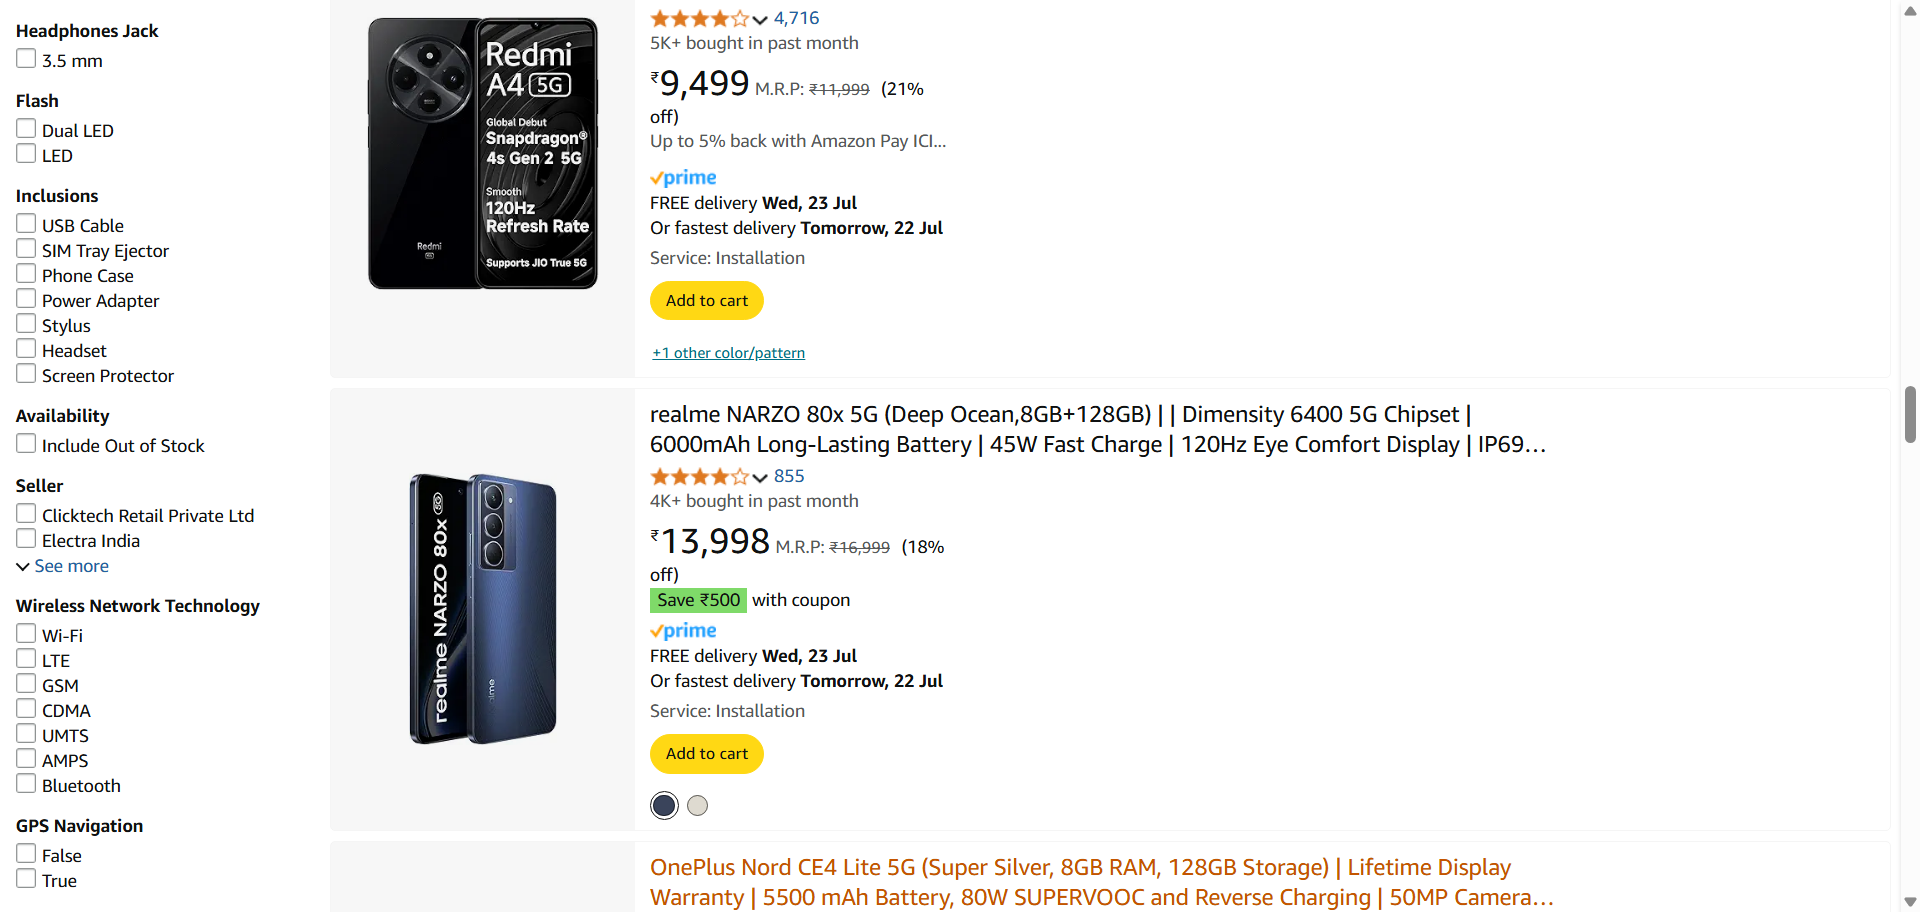 Headphones Jack
3.5 mm
Flash
Dual LED
LED
Inclusions
USB Cable
SIM Tray Ejector
Phone Case
Power Adapter
Stylus
Headset
Screen Protector
Availability
Include Out of Stock
Seller
Clicktech Retail Private Ltd
Electra India
See more
Wireless Network Technology
Wi-Fi
LTE
GSM
CDMA
UMTS
AMPS
Bluetooth
GPS Navigation
False
True
Redmi
A4 5G
Global Debut
Snapdragon®
4s Gen 2 5G
Smooth
120Hz
Refresh Rate
Supports JIO True 5G
Redmi
5G
4,716
5K+ bought in past month
₹9,499 M.R.P: ₹11,999 (21%
off)
Up to 5% back with Amazon Pay ICI...
prime
FREE delivery Wed, 23 Jul
Or fastest delivery Tomorrow, 22 Jul
Service: Installation
Add to cart
+1 other color/pattern
realme NARZO 80x 5G
realme
realme NARZO 80x 5G (Deep Ocean,8GB+128GB) | | Dimensity 6400 5G Chipset |
6000mAh Long-Lasting Battery | 45W Fast Charge | 120Hz Eye Comfort Display | IP69...
855
4K+ bought in past month
₹13,998 M.R.P: ₹16,999 (18%
off)
Save ₹500 with coupon
prime
FREE delivery Wed, 23 Jul
Or fastest delivery Tomorrow, 22 Jul
Service: Installation
Add to cart
OnePlus Nord CE4 Lite 5G (Super Silver, 8GB RAM, 128GB Storage) | Lifetime Display
Warranty | 5500 mAh Battery, 80W SUPERVOOC and Reverse Charging | 50MP Camera...